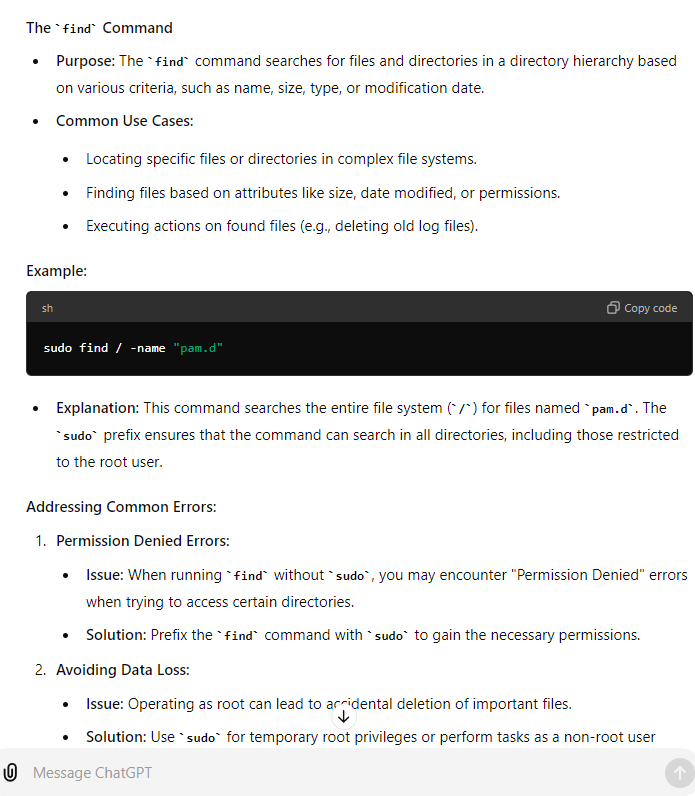 The `find` Command
Purpose: The `find` command searches for files and directories in a directory hierarchy based
on various criteria, such as name, size, type, or modification date.
Common Use Cases:
Locating specific files or directories in complex file systems.
Finding files based on attributes like size, date modified, or permissions.
Executing actions on found files (e.g., deleting old log files).
Example:
sh
Copy code
sudo find / -name "pam.d"
Explanation: This command searches the entire file system (`/`) for files named `pam.d`. The
`sudo` prefix ensures that the command can search in all directories, including those restricted
to the root user.
Addressing Common Errors:
1. Permission Denied Errors:
Issue: When running `find` without `sudo`, you may encounter "Permission Denied" errors
when trying to access certain directories.
Solution: Prefix the `find` command with `sudo` to gain the necessary permissions.
2. Avoiding Data Loss:
Issue: Operating as root can lead to accidental deletion of important files.
Solution: Use `sudo` for temporary root privileges or perform tasks as a non-root user
Message ChatGPT